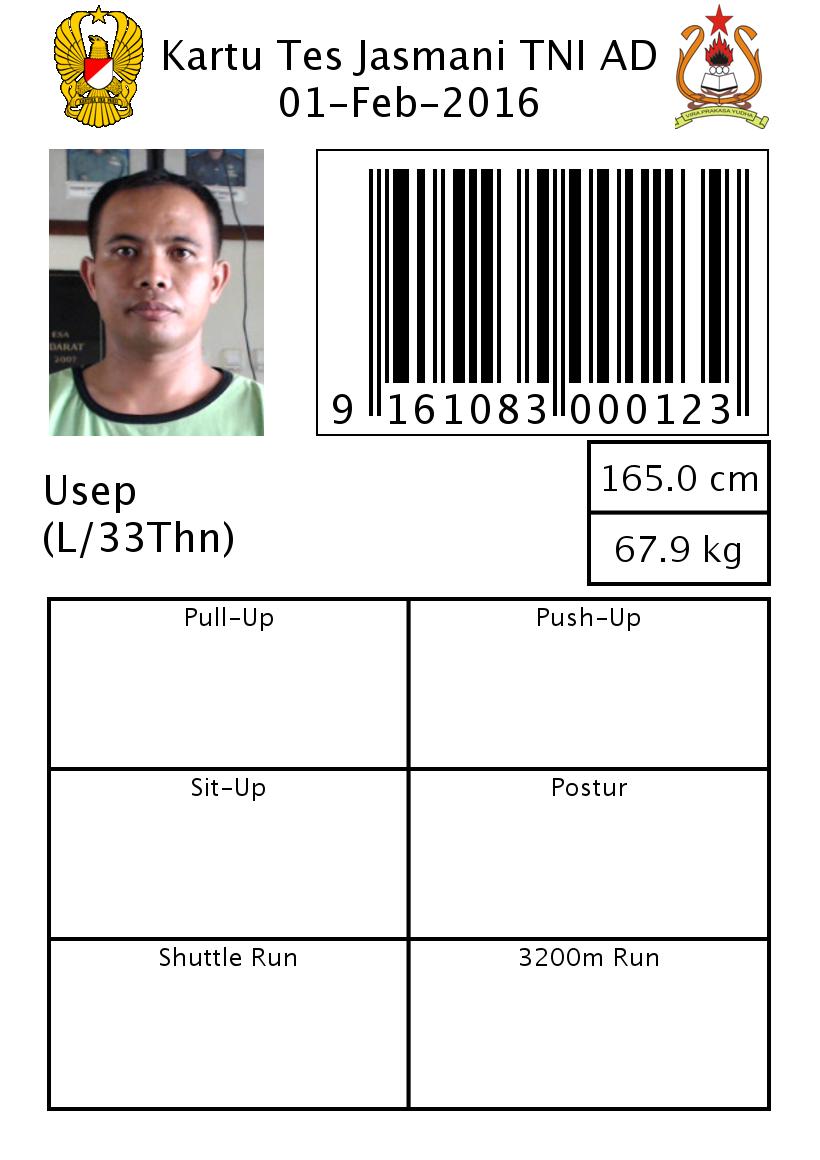 Kartu Tes Jasmani TNI AD
01-Feb-2016
VIRA PRAKASA YUDHA
ESA
DARAT
2007
9 161083 000123
Usep
(L/33Thn)
165.0 cm
67.9 kg
Pull-Up
Push-Up
Sit-Up
Postur
Shuttle Run
3200m Run